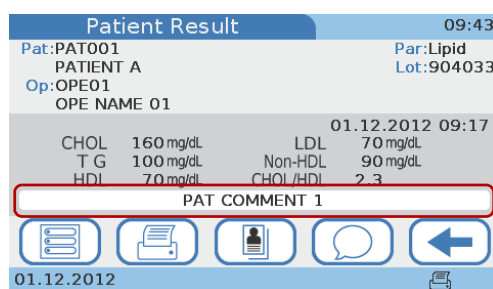 Patient Result 09:43
Pat:PAT001 Par:Lipid
PATIENT A Lot:904033
Op:OPE01
OPE NAME 01
01.12.2012 09:17
CHOL 160 mg/dL LDL 70 mg/dL
T G 100 mg/dL Non-HDL 90 mg/dL
HDL 70 mg/dL CHOL/HDL 2.3
PAT COMMENT 1
01.12.2012